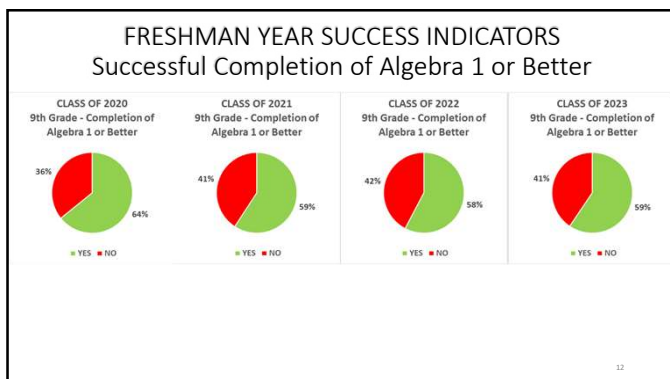 FRESHMAN YEAR SUCCESS INDICATORS
Successful Completion of Algebra 1 or Better
CLASS OF 2020
9th Grade - Completion of
Algebra 1 or Better
36%
64%
YES NO
CLASS OF 2021
9th Grade - Completion of
Algebra 1 or Better
41%
59%
YES NO
CLASS OF 2022
9th Grade - Completion of
Algebra 1 or Better
42%
58%
YES NO
CLASS OF 2023
9th Grade - Completion of
Algebra 1 or Better
41%
59%
YES NO
12